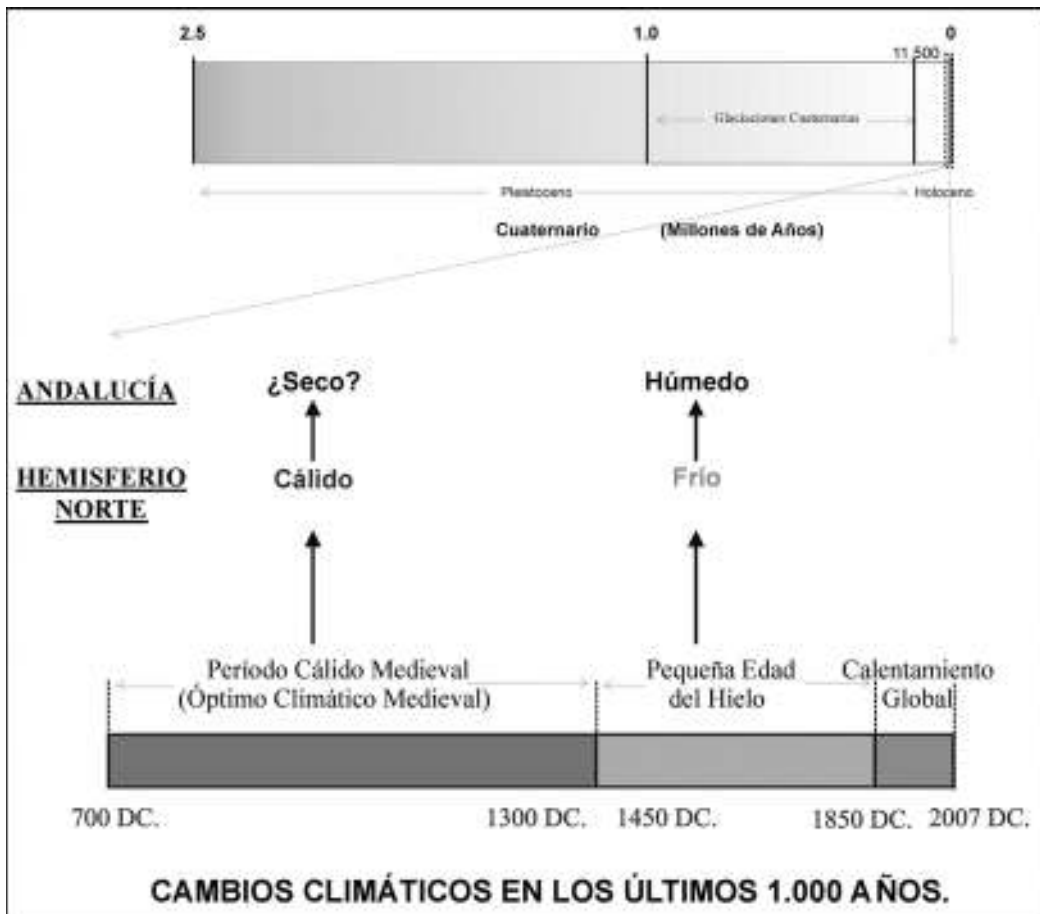 2.5 1.0 0
11,500
Glaciaciones Cuaternarias
Pleistoceno Holoceno
Cuaternario (Millones de Años)
ANDALUCÍA ¿Seco? Húmedo
HEMISFERIO Cálido Frío
NORTE
Período Cálido Medieval Pequeña Edad Calentamiento
(Óptimo Climático Medieval) del Hielo Global
700 DC. 1300 DC. 1450 DC. 1850 DC. 2007 DC.
CAMBIOS CLIMÁTICOS EN LOS ÚLTIMOS 1.000 AÑOS.